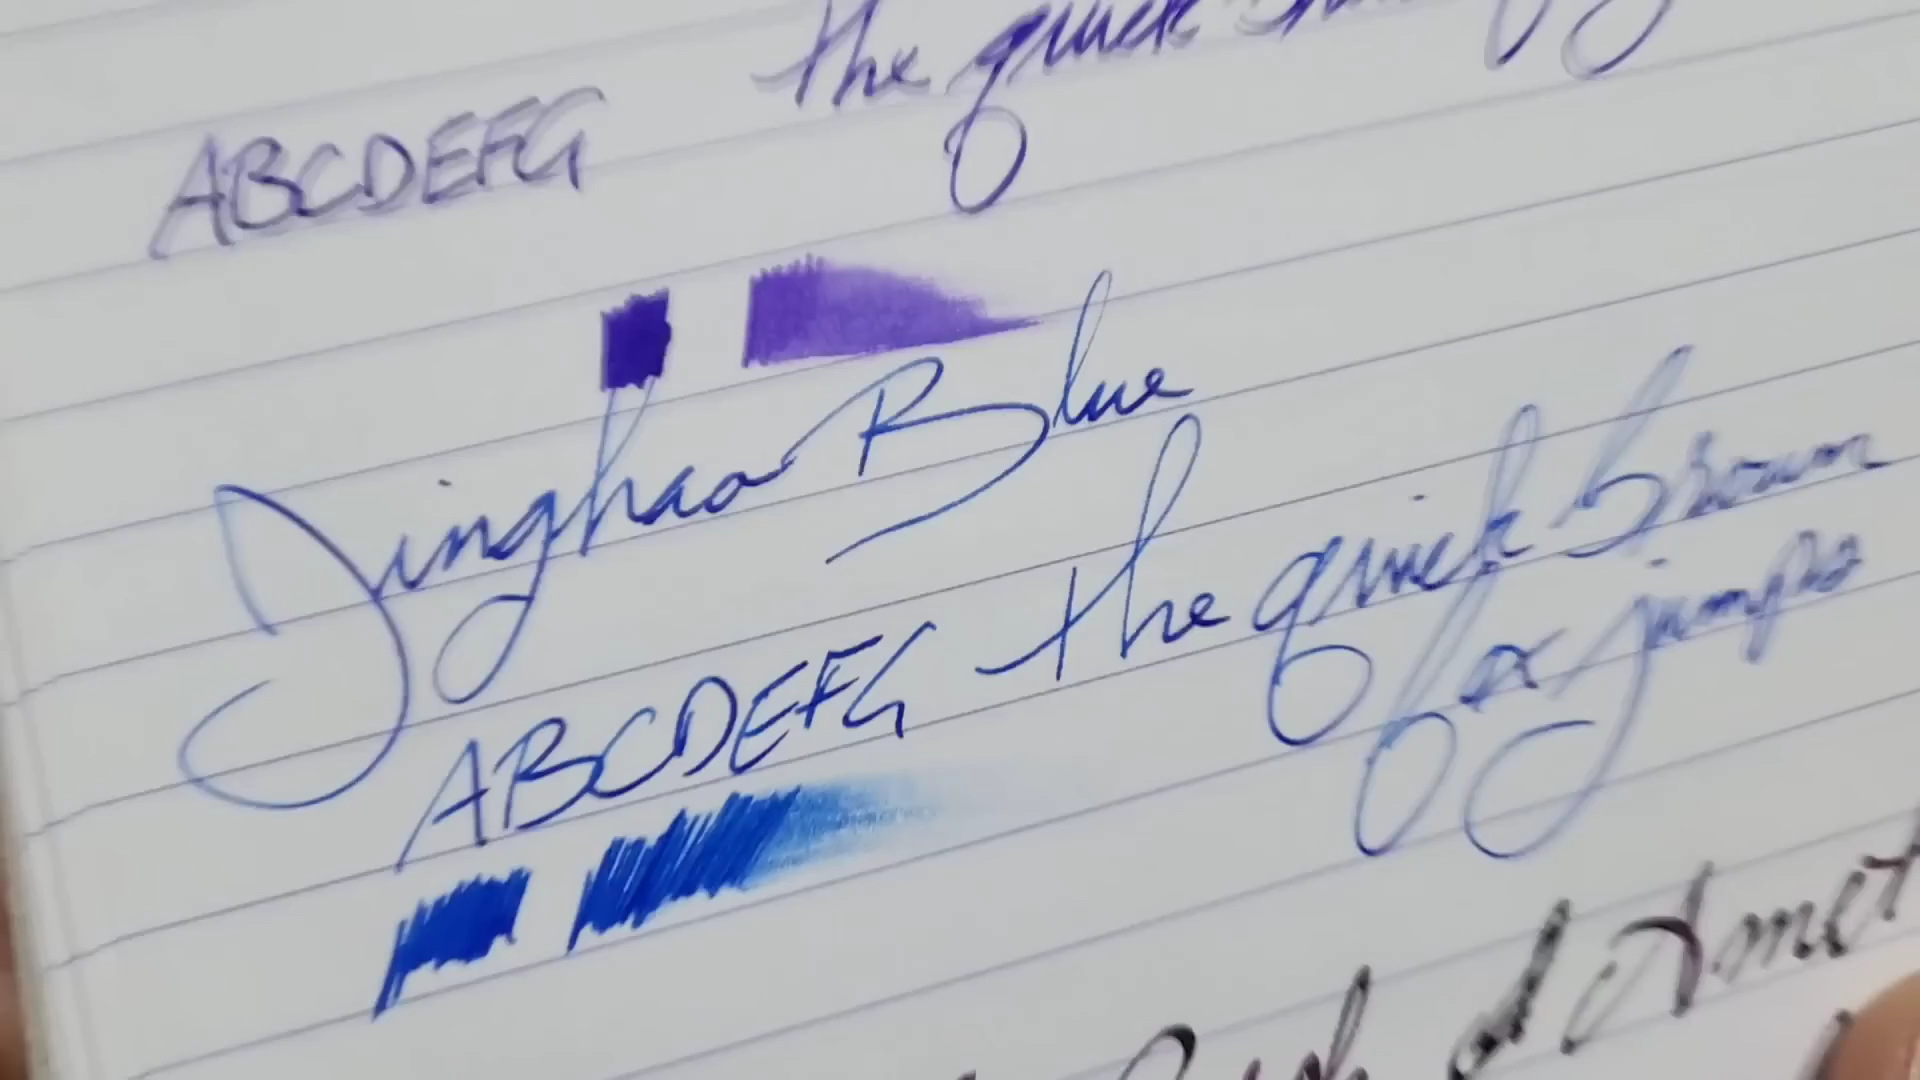 the quick
ABCDEFG
Jinghao Blue
ABCDEFG the quick brown
fox jumps